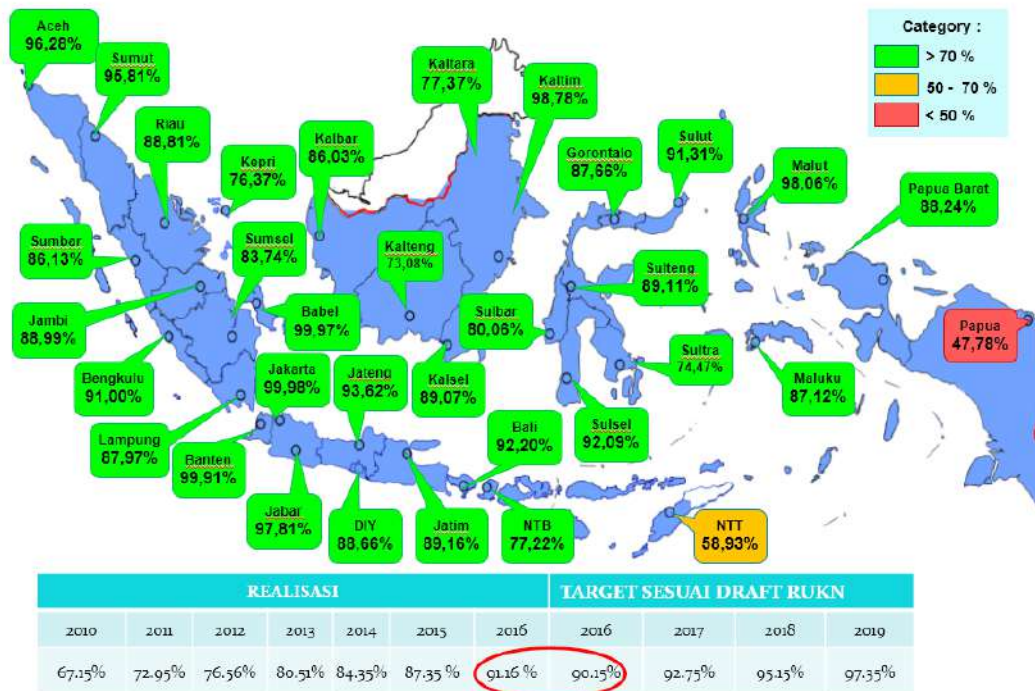 Aceh
96,28%
Sumut
95,81%
Riau
88,81%
Kepri
76,37%
Kalbar
86,03%
Kaltara
77,37%
Kaltim
98,78%
Gorontalo
87,66%
Sulut
91,31%
Malut
98,06%
Papua Barat
88,24%
Category :
> 70 %
50 - 70 %
< 50 %
Sumbar
86,13%
Sumsel
83,74%
Kalteng
73,08%
Sulteng
89,11%
Jambi
88,99%
Babel
99,97%
Sulbar
80,06%
Papua
47,78%
Bengkulu
91,00%
Jakarta
99,98%
Jateng
93,62%
Kalsel
89,07%
Sultra
74,47%
Maluku
87,12%
Lampung
87,97%
Banten
99,91%
Bali
92,20%
Sulsel
92,09%
Jabar
97,81%
DIY
88,66%
Jatim
89,16%
NTB
77,22%
NTT
58,93%
REALISASI TARGET SESUAI DRAFT RUKN
2010 2011 2012 2013 2014 2015 2016 2016 2017 2018 2019
67.15% 72.95% 76.56% 80.51% 84.35% 87.35 % 91.16 % 90.15% 92.75% 95.15% 97.35%